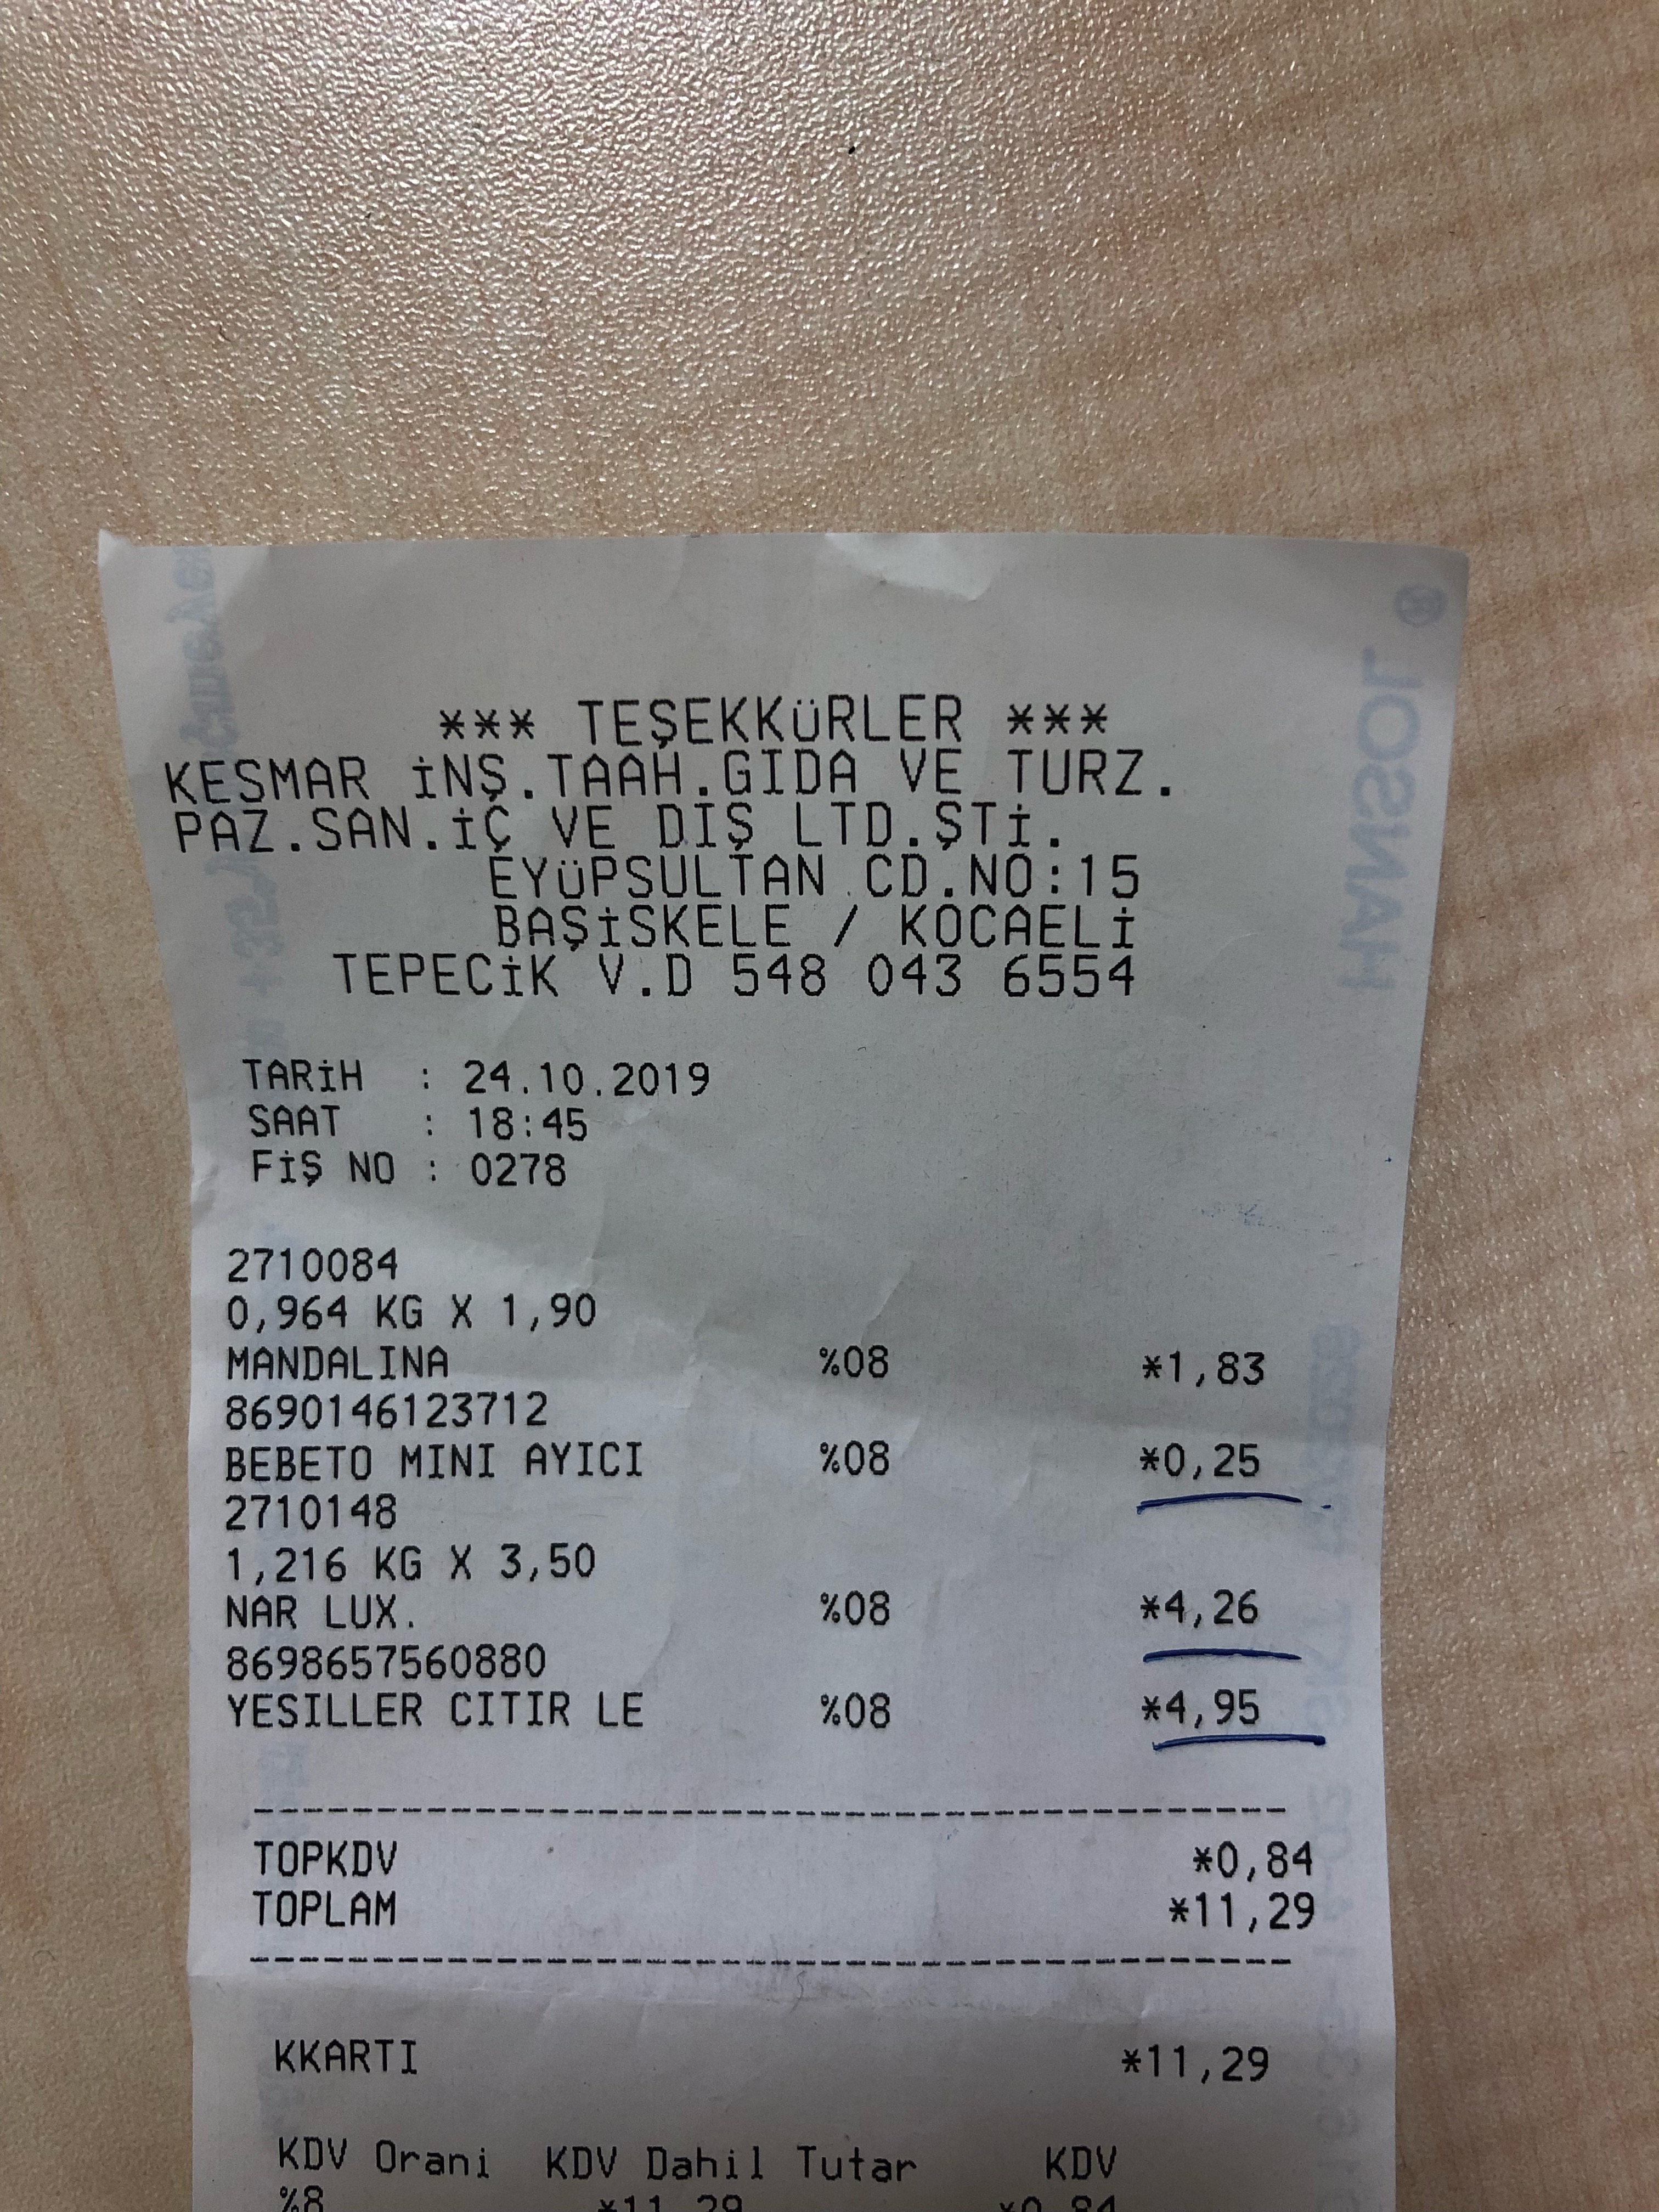 *** TEŞEKKÜRLER ***
KESMAR İNŞ.TAAH.GIDA VE TURZ.
PAZ.SAN.İÇ VE DIŞ LTD.ŞTİ.
EYÜPSULTAN CD.NO:15
BAŞİSKELE / KOCAELİ
TEPECİK V.D 548 043 6554
TARİH : 24.10.2019
SAAT : 18:45
FİŞ NO : 0278
2710084
0,964 KG X 1,90
MANDALINA %08 *1,83
8690146123712
BEBETO MINI AYICI %08 *0,25
2710148
1,216 KG X 3,50
NAR LUX. %08 *4,26
8698657560880
YESILLER CITIR LE %08 *4,95
TOPKDV *0,84
TOPLAM *11,29
KKARTI *11,29
KDV Orani KDV Dahil Tutar KDV
%8 *11,29 *0,84
HANSOL ®